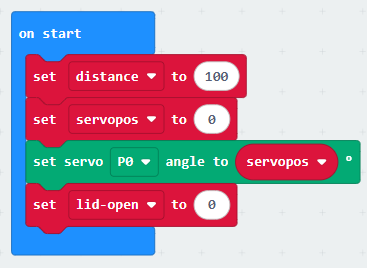 on start
set distance to 100
set servopos to 0
set servo P0 angle to servopos °
set lid-open to 0